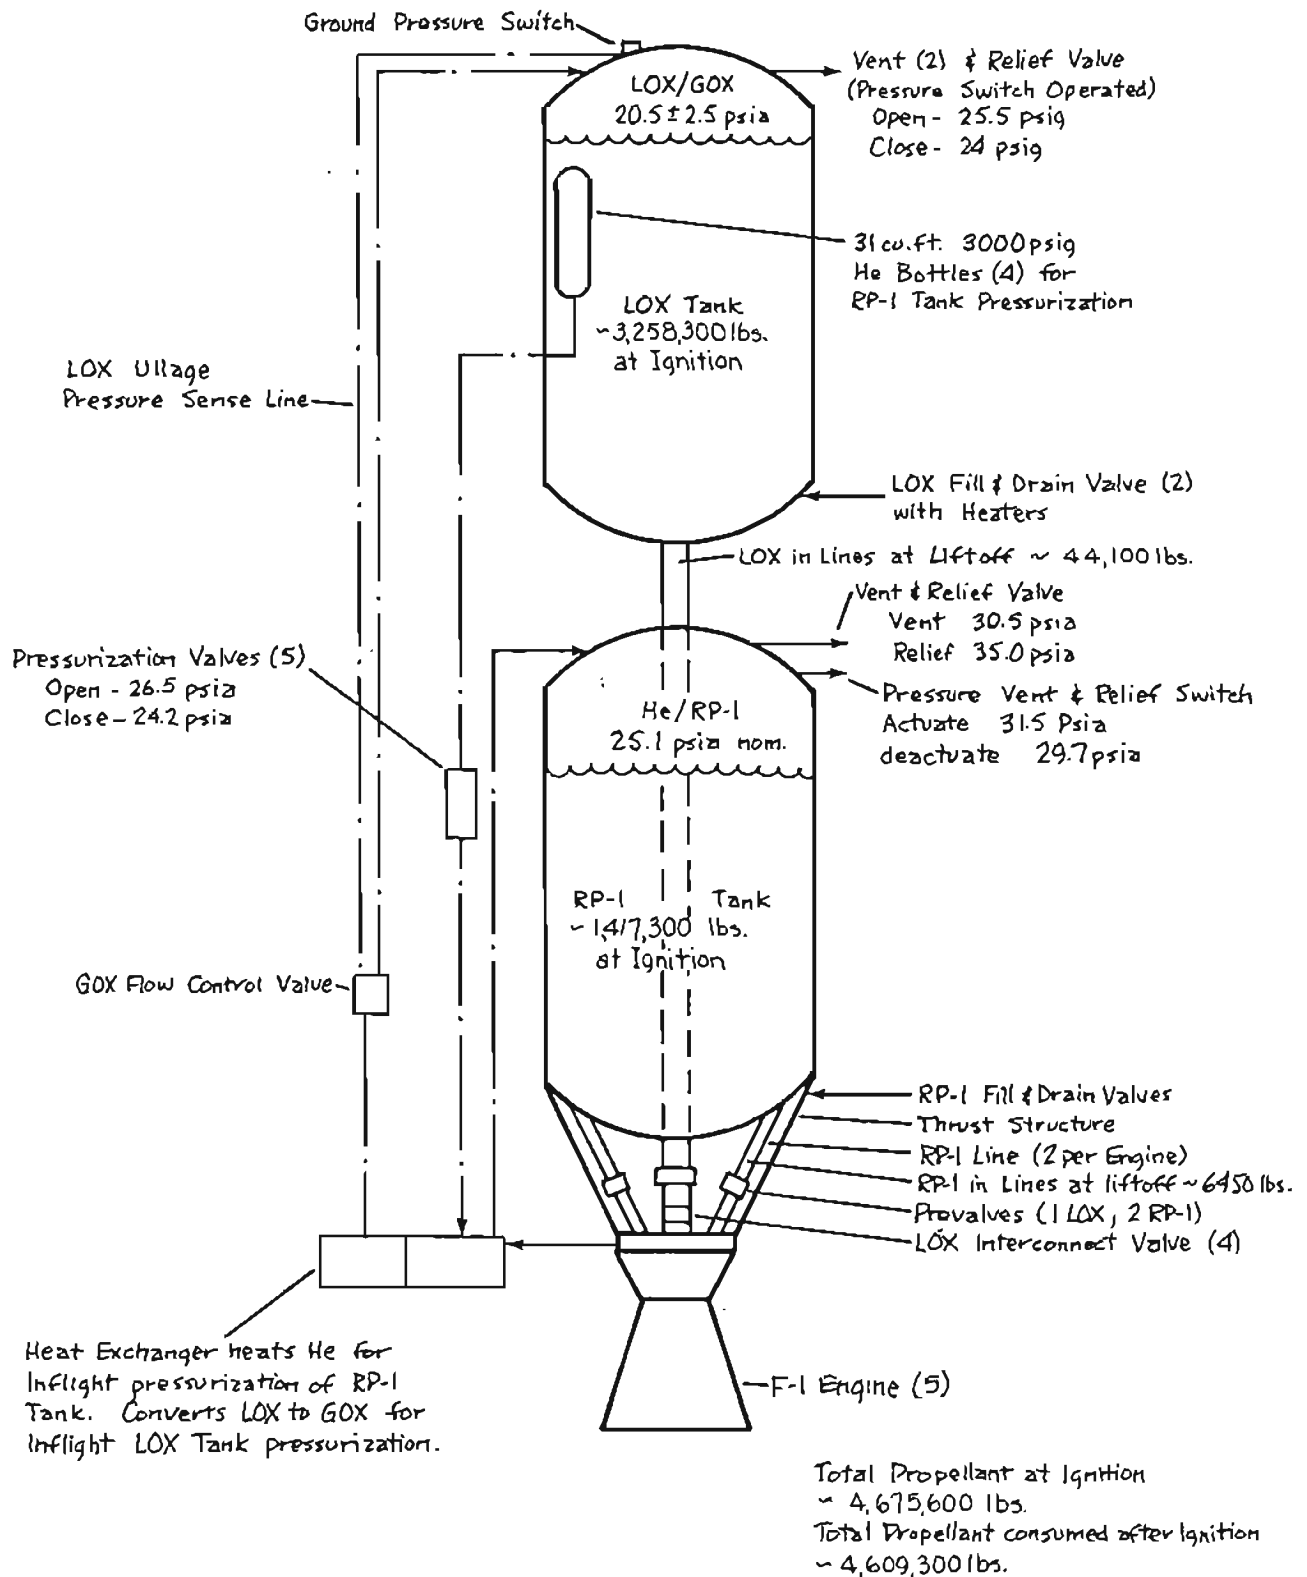 Ground Pressure Switch
Vent (2) & Relief Valve
(Pressure Switch Operated)
Open - 25.5 psig
Close - 24 psig
LOX/GOX
20.5 ± 2.5 psia
31 cu.ft. 3000 psig
He Bottles (4) for
RP-1 Tank Pressurization
LOX Tank
~3,258,300 lbs.
at Ignition
LOX Ullage
Pressure Sense Line
LOX Fill & Drain Valve (2)
with Heaters
LOX in Lines at Liftoff ~ 44,100 lbs.
Vent & Relief Valve
Vent 30.5 psia
Relief 35.0 psia
Pressurization Valves (5)
Open - 26.5 psia
Close - 24.2 psia
Pressure Vent & Relief Switch
Actuate 31.5 Psia
deactuate 29.7 psia
He/RP-1
25.1 psia nom.
RP-1 Tank
~ 1,417,300 lbs.
at Ignition
GOX Flow Control Valve
RP-1 Fill & Drain Valves
Thrust Structure
RP-1 Line (2 per Engine)
RP-1 in Lines at liftoff ~ 6450 lbs.
Prevalves (1 LOX, 2 RP-1)
LOX Interconnect Valve (4)
Heat Exchanger heats He for
Inflight pressurization of RP-1
Tank. Converts LOX to GOX for
Inflight LOX Tank pressurization.
F-1 Engine (5)
Total Propellant at Ignition
~ 4,675,600 lbs.
Total Propellant consumed after Ignition
~ 4,609,300 lbs.